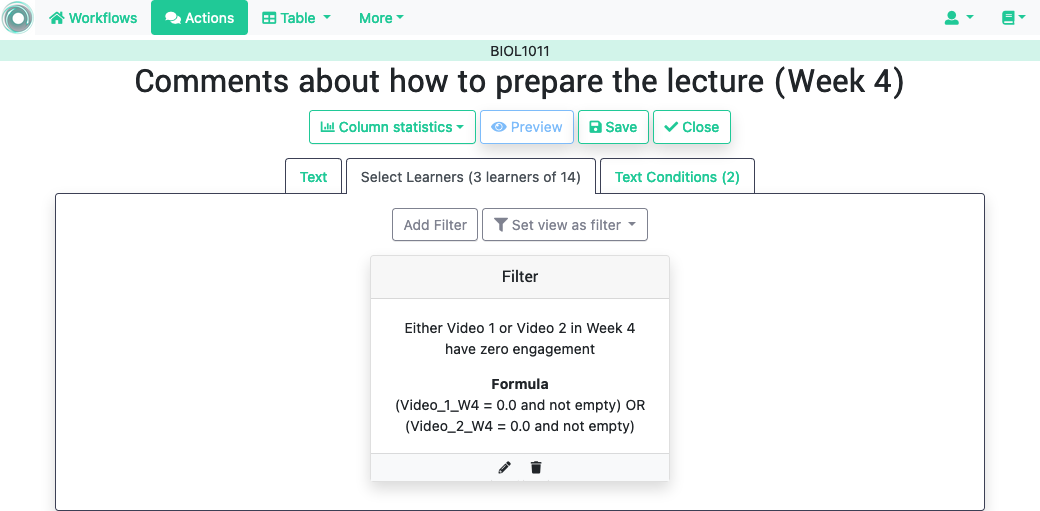 Workflows Actions Table More
BIOL1011
Comments about how to prepare the lecture (Week 4)
Column statistics Preview Save Close
Text Select Learners (3 learners of 14) Text Conditions (2)
Add Filter Set view as filter
Filter
Either Video 1 or Video 2 in Week 4
have zero engagement
Formula
(Video_1_W4 = 0.0 and not empty) OR
(Video_2_W4 = 0.0 and not empty)